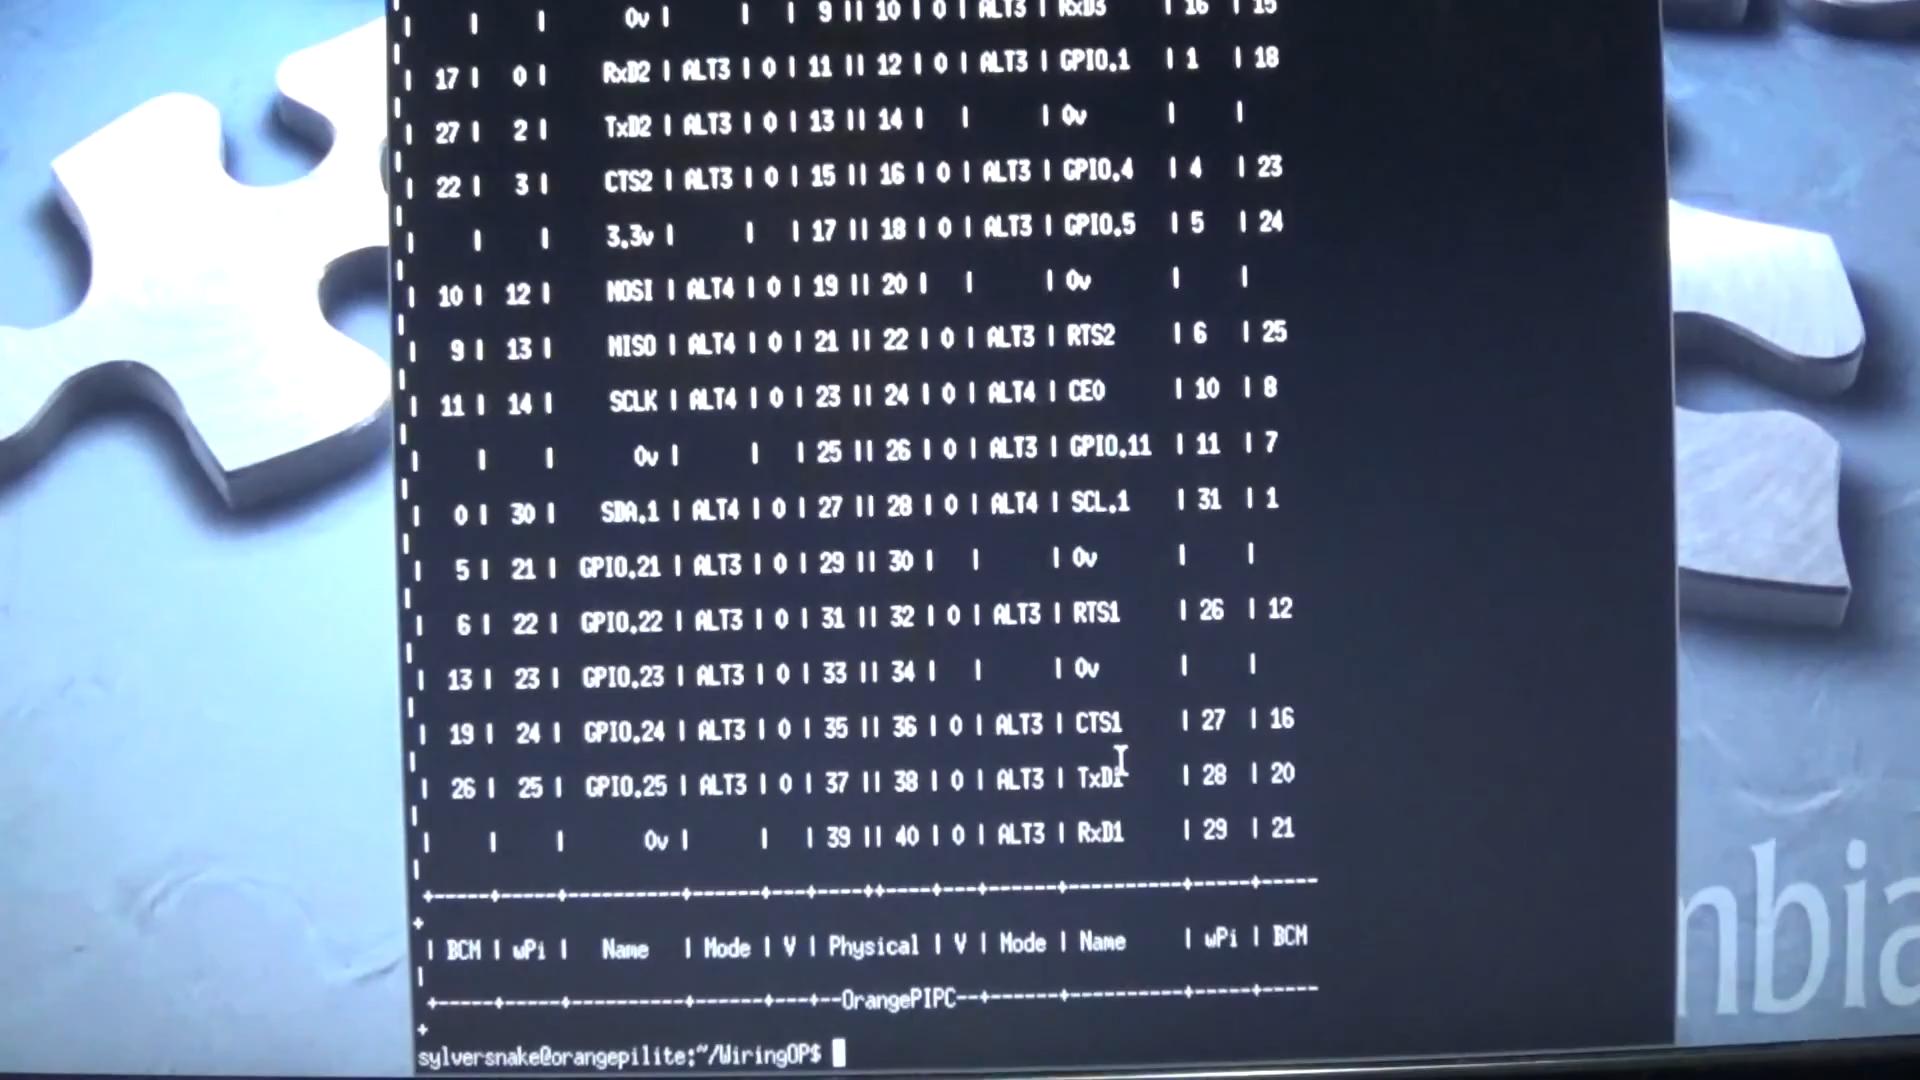 | | | 0v | | | 9 || 10 | 0 | ALT3 | RxD3 | 16 | 15
|
| 17 | 0 | RxD2 | ALT3 | 0 | 11 || 12 | 0 | ALT3 | GPIO.1 | 1 | 18
|
| 27 | 2 | TxD2 | ALT3 | 0 | 13 || 14 | | | 0v | |
|
| 22 | 3 | CTS2 | ALT3 | 0 | 15 || 16 | 0 | ALT3 | GPIO.4 | 4 | 23
|
| | | 3.3v | | | 17 || 18 | 0 | ALT3 | GPIO.5 | 5 | 24
|
| 10 | 12 | MOSI | ALT4 | 0 | 19 || 20 | | | 0v | |
|
| 9 | 13 | MISO | ALT4 | 0 | 21 || 22 | 0 | ALT3 | RTS2 | 6 | 25
|
| 11 | 14 | SCLK | ALT4 | 0 | 23 || 24 | 0 | ALT4 | CE0 | 10 | 8
|
| | | 0v | | | 25 || 26 | 0 | ALT3 | GPIO.11 | 11 | 7
|
| 0 | 30 | SDA.1 | ALT4 | 0 | 27 || 28 | 0 | ALT4 | SCL.1 | 31 | 1
|
| 5 | 21 | GPIO.21 | ALT3 | 0 | 29 || 30 | | | 0v | |
|
| 6 | 22 | GPIO.22 | ALT3 | 0 | 31 || 32 | 0 | ALT3 | RTS1 | 26 | 12
|
| 13 | 23 | GPIO.23 | ALT3 | 0 | 33 || 34 | | | 0v | |
|
| 19 | 24 | GPIO.24 | ALT3 | 0 | 35 || 36 | 0 | ALT3 | CTS1 | 27 | 16
|
| 26 | 25 | GPIO.25 | ALT3 | 0 | 37 || 38 | 0 | ALT3 | TxD1 | 28 | 20
|
| | | 0v | | | 39 || 40 | 0 | ALT3 | RxD1 | 29 | 21
|
+-----+-----+----------+------+---+----++----+---+------+----------+-----+-----
+
| BCM | wPi | Name | Mode | V | Physical | V | Mode | Name | wPi | BCM
|
+-----+-----+----------+------+---+--OrangePIPC--+------+----------+-----+-----
+
sylversnake@orangepilite:~/WiringOP$
nbia